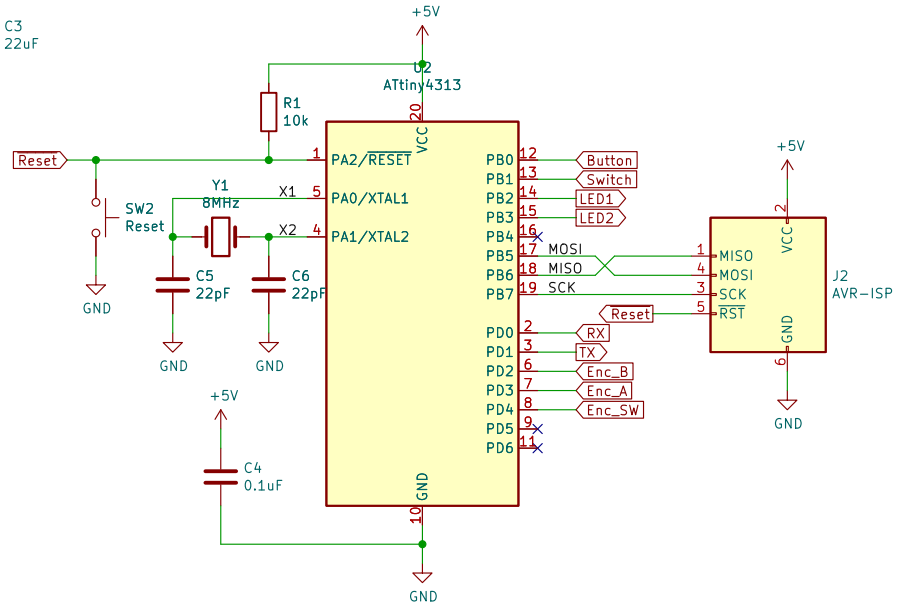 C3
22uF
+5V
U2
ATtiny4313
20
VCC
R1
10k
Reset
1
PA2/RESET
X1
5
PA0/XTAL1
X2
4
PA1/XTAL2
Y1
8MHz
SW2
Reset
GND
C5
22pF
C6
22pF
GND
GND
+5V
C4
0.1uF
GND
10
GND
PB0
12
Button
PB1
13
Switch
PB2
14
LED1
PB3
15
LED2
PB4
16
PB5
17
MOSI
PB6
18
MISO
PB7
19
SCK
PD0
2
RX
PD1
3
TX
PD2
6
Enc_B
PD3
7
Enc_A
PD4
8
Enc_SW
PD5
9
PD6
11
+5V
2
VCC
1
MISO
4
MOSI
3
SCK
Reset
5
RST
J2
AVR-ISP
GND
6
GND